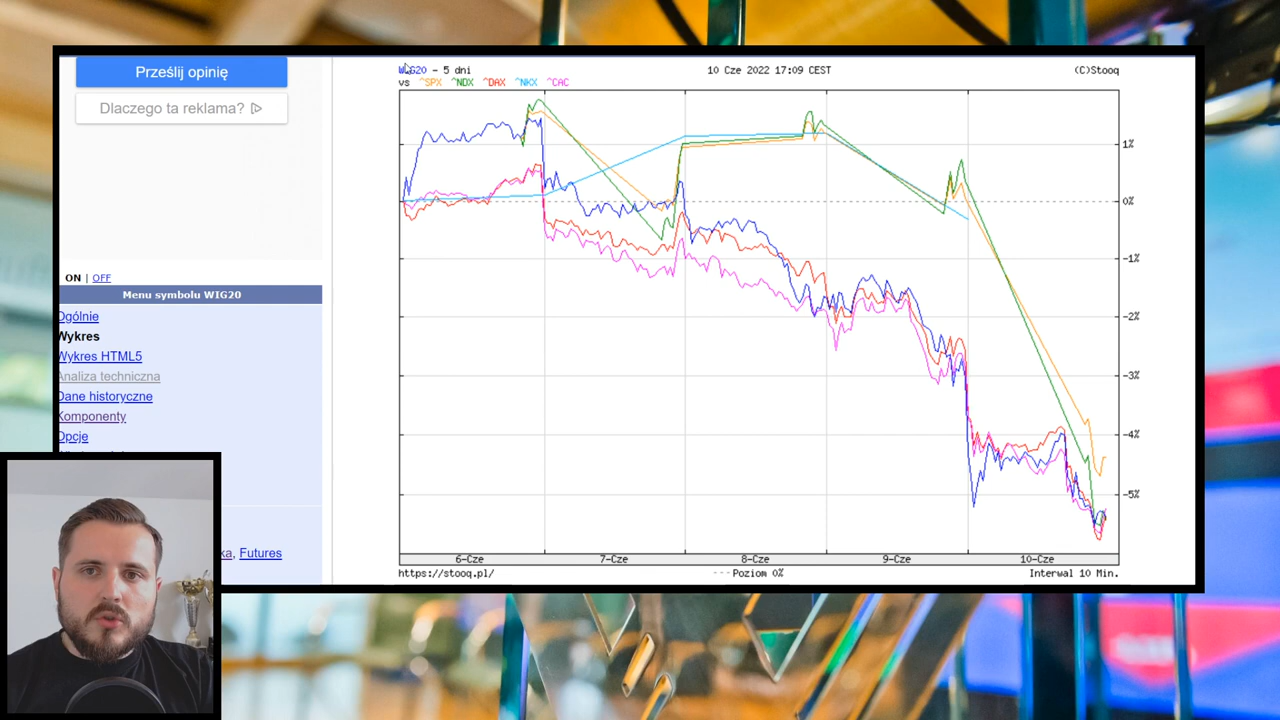 Prześlij opinię
Dlaczego ta reklama?
ON | OFF
Menu symbolu WIG20
Ogólnie
Wykres
Wykres HTML5
Analiza techniczna
Dane historyczne
Komponenty
Opcje
ka, Futures
WIG20 - 5 dni
10 Cze 2022 17:09 CEST
(C)Stooq
vs ^SPX ^NDX ^DAX ^NKX ^CAC
1%
0%
-1%
-2%
-3%
-4%
-5%
6-Cze 7-Cze 8-Cze 9-Cze 10-Cze
https://stooq.pl/
--- Poziom 0%
Interwal 10 Min.